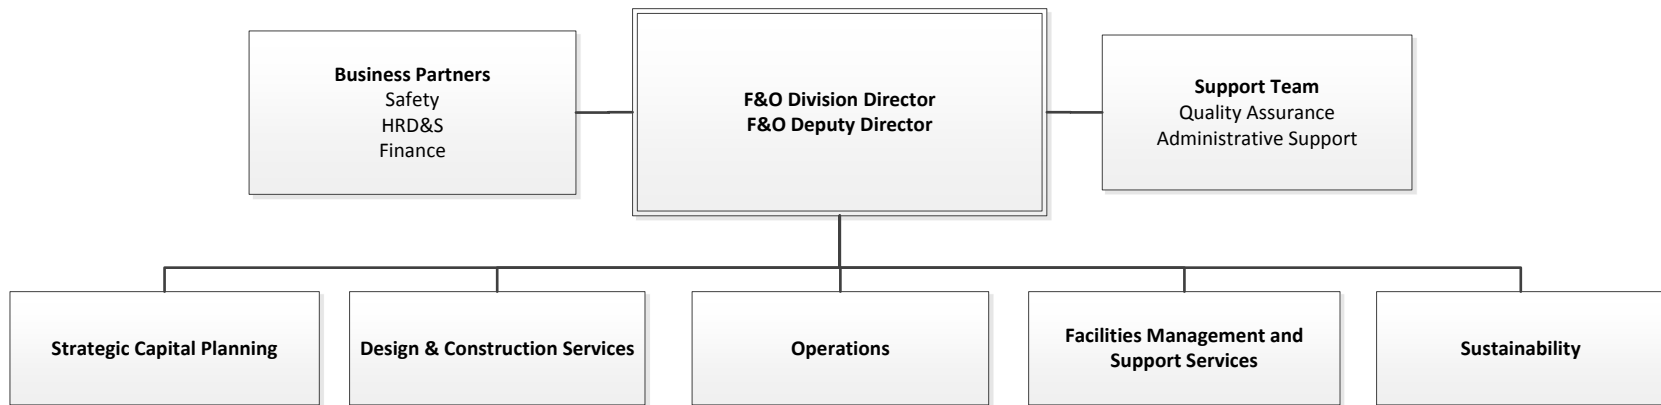 Business Partners
Safety
HRD&S
Finance
F&O Division Director
F&O Deputy Director
Support Team
Quality Assurance
Administrative Support
Strategic Capital Planning
Design & Construction Services
Operations
Facilities Management and
Support Services
Sustainability